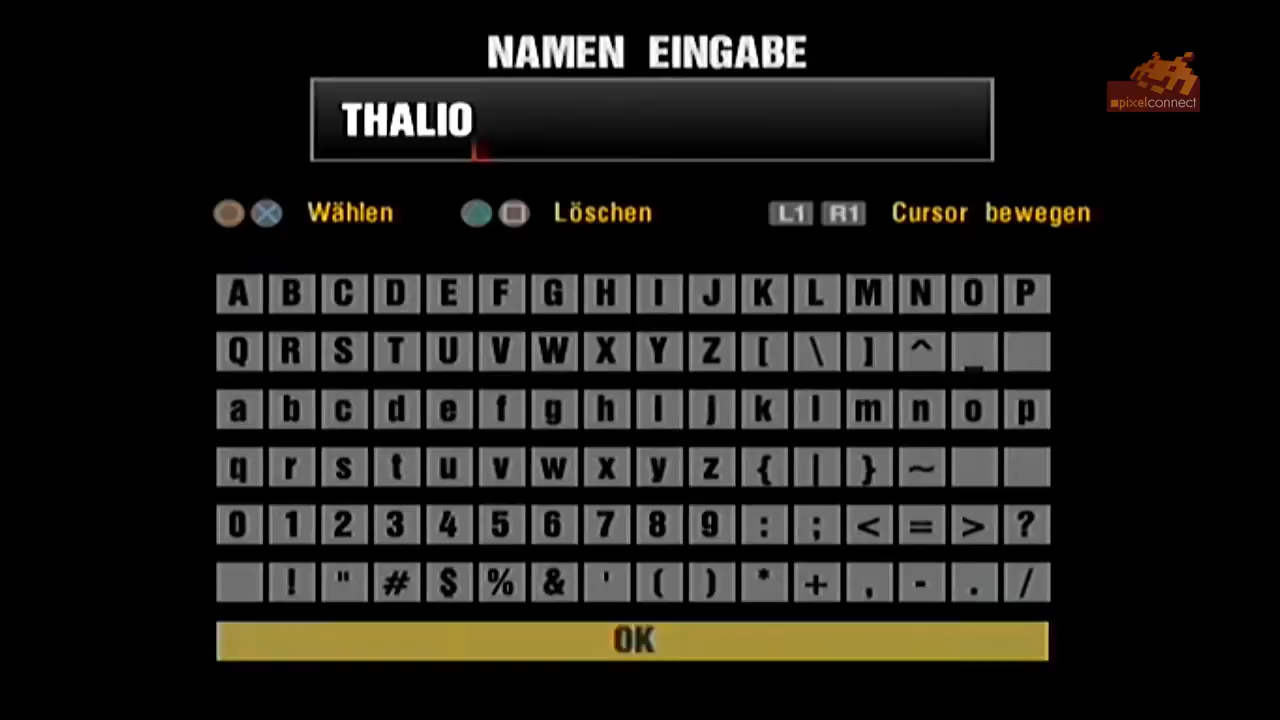 NAMEN EINGABE
pixelconnect
THALIO
Wählen Löschen L1 R1 Cursor bewegen
A B C D E F G H I J K L M N O P
Q R S T U V W X Y Z [ \ ] ^ _
a b c d e f g h i j k l m n o p
q r s t u v w x y z { | } ~
0 1 2 3 4 5 6 7 8 9 : ; < = > ?
! " # $ % & ' ( ) * + , - . /
OK